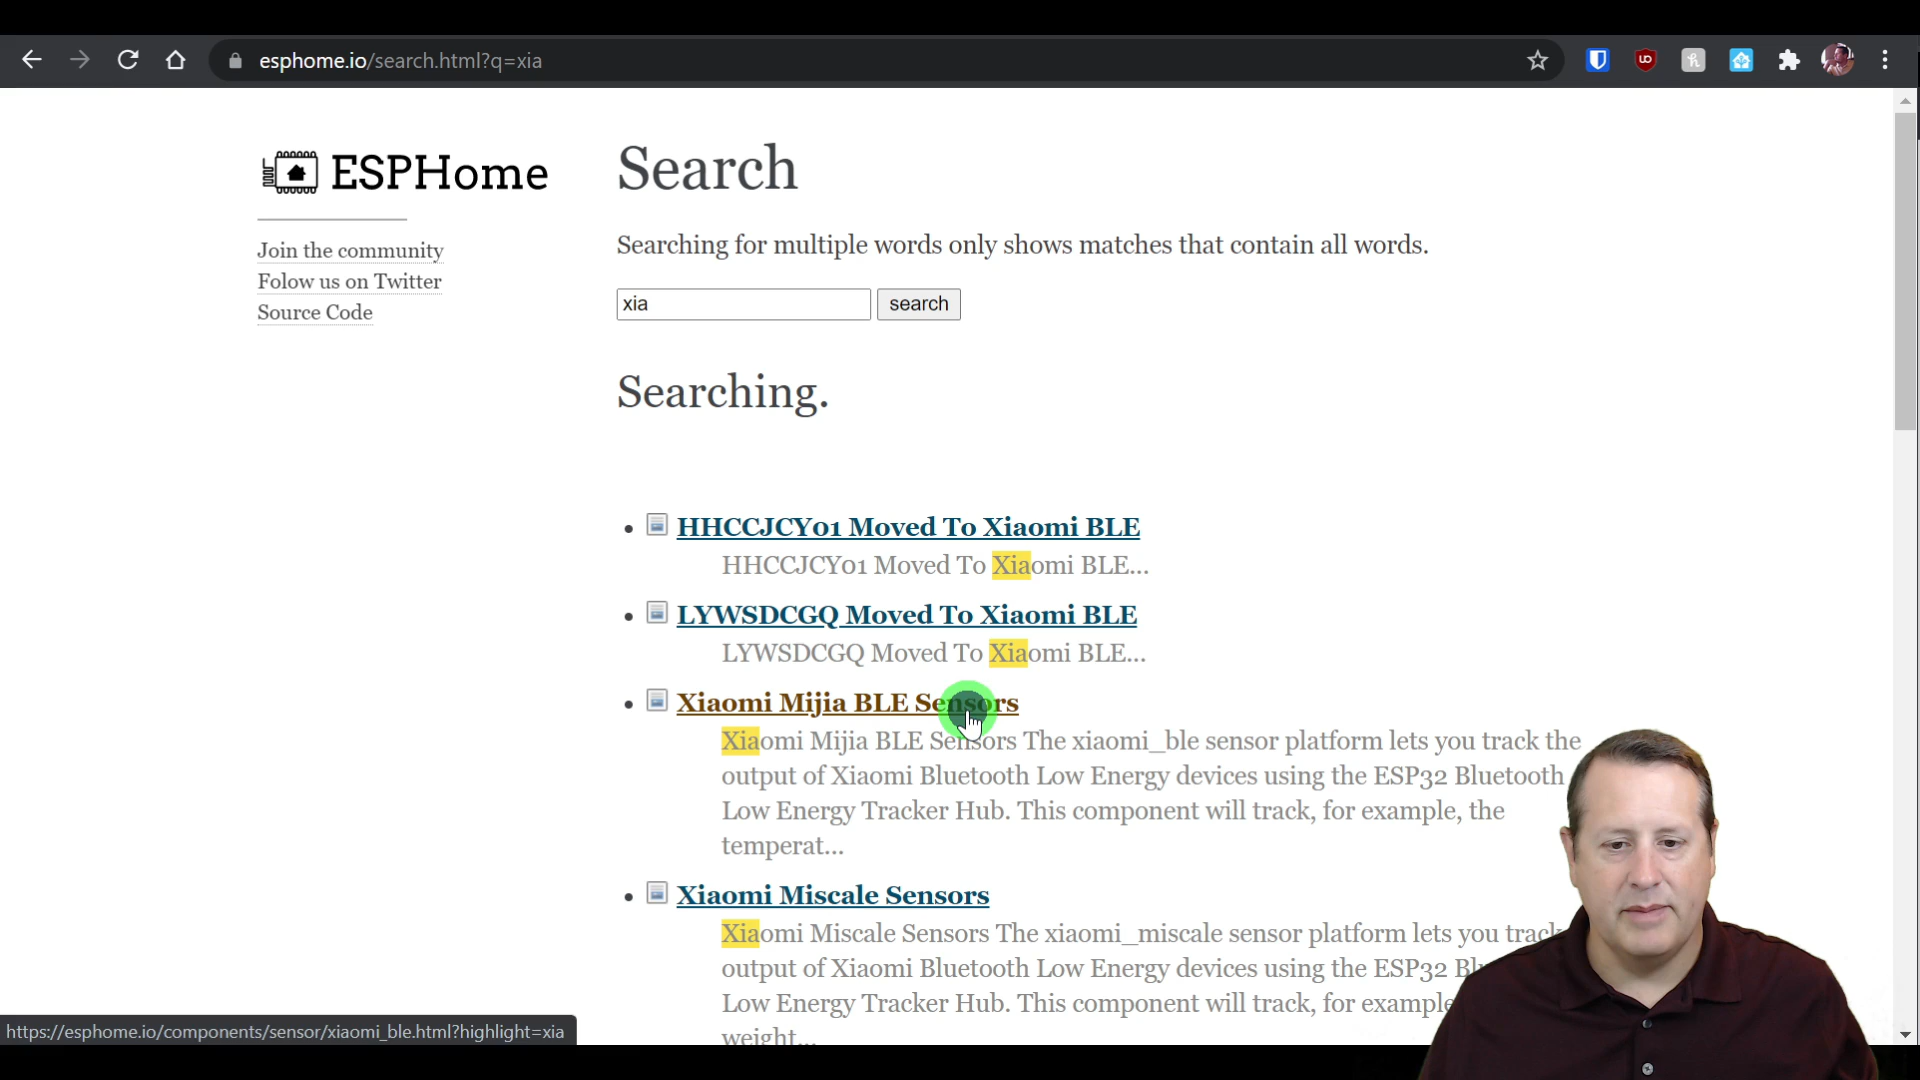 esphome.io/search.html?q=xia
ESPHome
Join the community
Folow us on Twitter
Source Code
Search
Searching for multiple words only shows matches that contain all words.
xia
search
Searching.
HHCCJCY01 Moved To Xiaomi BLE
HHCCJCY01 Moved To Xiaomi BLE...
LYWSDCGQ Moved To Xiaomi BLE
LYWSDCGQ Moved To Xiaomi BLE...
Xiaomi Mijia BLE Sensors
Xiaomi Mijia BLE Sensors The xiaomi_ble sensor platform lets you track the
output of Xiaomi Bluetooth Low Energy devices using the ESP32 Bluetooth
Low Energy Tracker Hub. This component will track, for example, the
temperat...
Xiaomi Miscale Sensors
Xiaomi Miscale Sensors The xiaomi_miscale sensor platform lets you track
output of Xiaomi Bluetooth Low Energy devices using the ESP32
Low Energy Tracker Hub. This component will track, for example
weight...
https://esphome.io/components/sensor/xiaomi_ble.html?highlight=xia